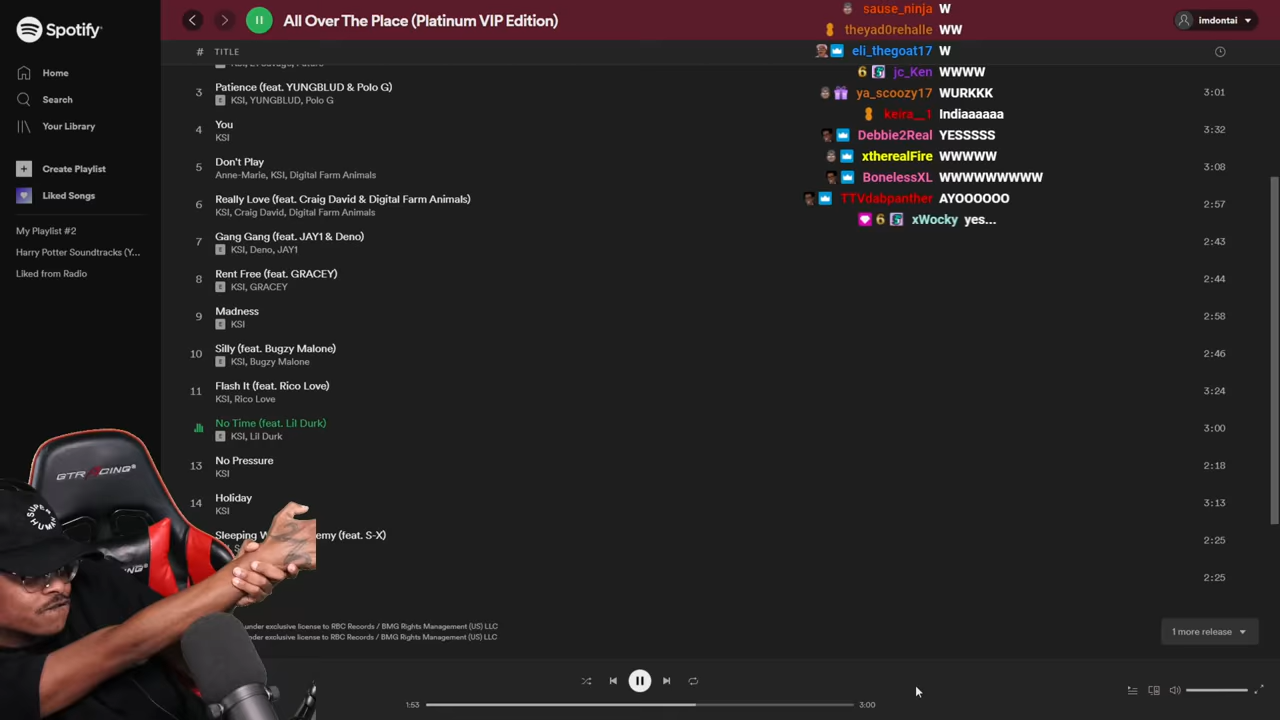 Spotify
All Over The Place (Platinum VIP Edition)
imdontai
Home
Search
Your Library
Create Playlist
Liked Songs
My Playlist #2
Harry Potter Soundtracks (Y...
Liked from Radio
# TITLE
3 Patience (feat. YUNGBLUD & Polo G) 3:01
E KSI, YUNGBLUD, Polo G
4 You 3:32
KSI
5 Don't Play 3:08
Anne-Marie, KSI, Digital Farm Animals
6 Really Love (feat. Craig David & Digital Farm Animals) 2:57
KSI, Craig David, Digital Farm Animals
7 Gang Gang (feat. JAY1 & Deno) 2:43
E KSI, Deno, JAY1
8 Rent Free (feat. GRACEY) 2:44
E KSI, GRACEY
9 Madness 2:58
E KSI
10 Silly (feat. Bugzy Malone) 2:46
E KSI, Bugzy Malone
11 Flash It (feat. Rico Love) 3:24
E KSI, Rico Love
No Time (feat. Lil Durk) 3:00
E KSI, Lil Durk
13 No Pressure 2:18
KSI
14 Holiday 3:13
KSI
Sleeping W emy (feat. S-X) 2:25
2:25
under exclusive license to RBC Records / BMG Rights Management (US) LLC
under exclusive license to RBC Records / BMG Rights Management (US) LLC
1 more release
1:53 3:00
sause_ninja W
theyad0rehalle WW
eli_thegoat17 W
6 jc_Ken WWWW
ya_scoozy17 WURKKK
keira__1 Indiaaaaaa
Debbie2Real YESSSSS
xtherealFire WWWWW
BonelessXL WWWWWWWWW
TTVdabpanther AYOOOOOO
6 xWocky yes...
GTRACING
SUPER
HUMAN